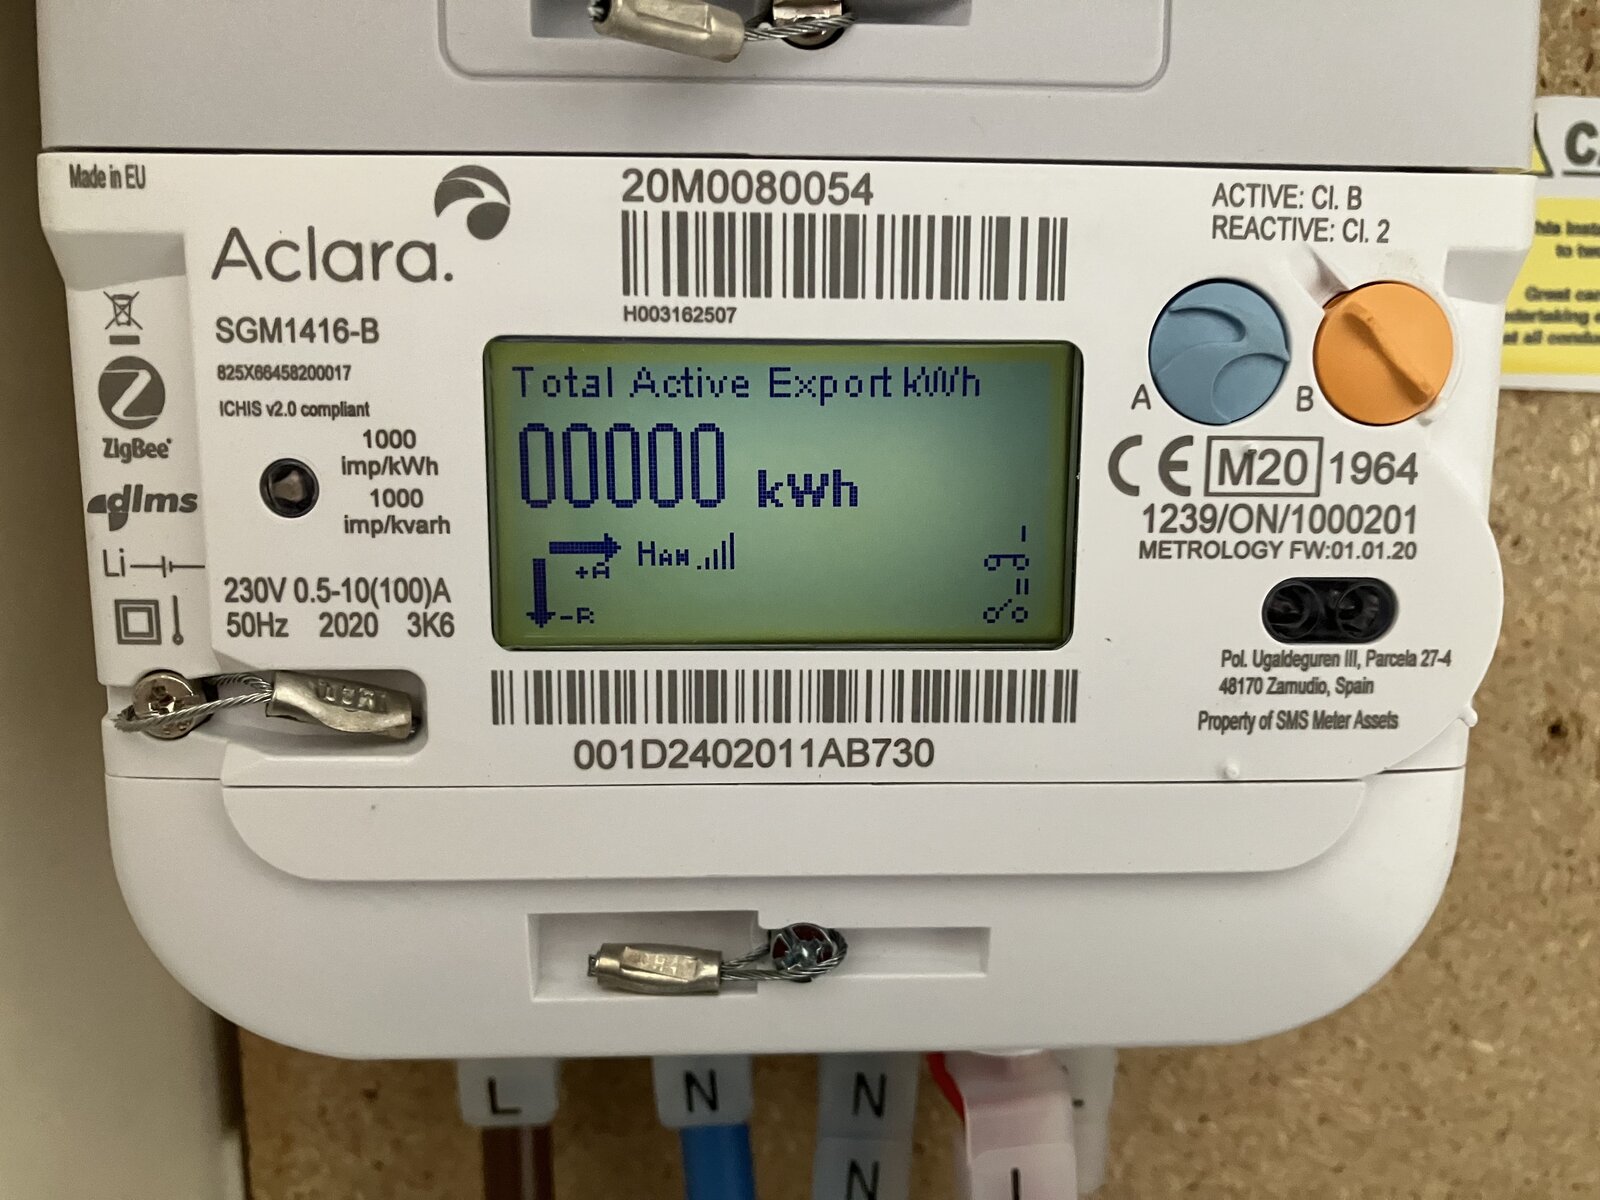 Made in EU
Aclara.
20M0080054
H003162507
ACTIVE: Cl. B
REACTIVE: Cl. 2
SGM1416-B
825X66458200017
ICHIS v2.0 compliant
ZigBee
dlms
Li
1000
imp/kWh
1000
imp/kvarh
230V 0.5-10(100)A
50Hz 2020 3K6
Total Active Export kWh
00000 kWh
+A
HAN
-R
A
B
CE M20 1964
1239/ON/1000201
METROLOGY FW:01.01.20
Pol. Ugaldeguren III, Parcela 27-4
48170 Zamudio, Spain
Property of SMS Meter Assets
001D2402011AB730
L
N
N
N